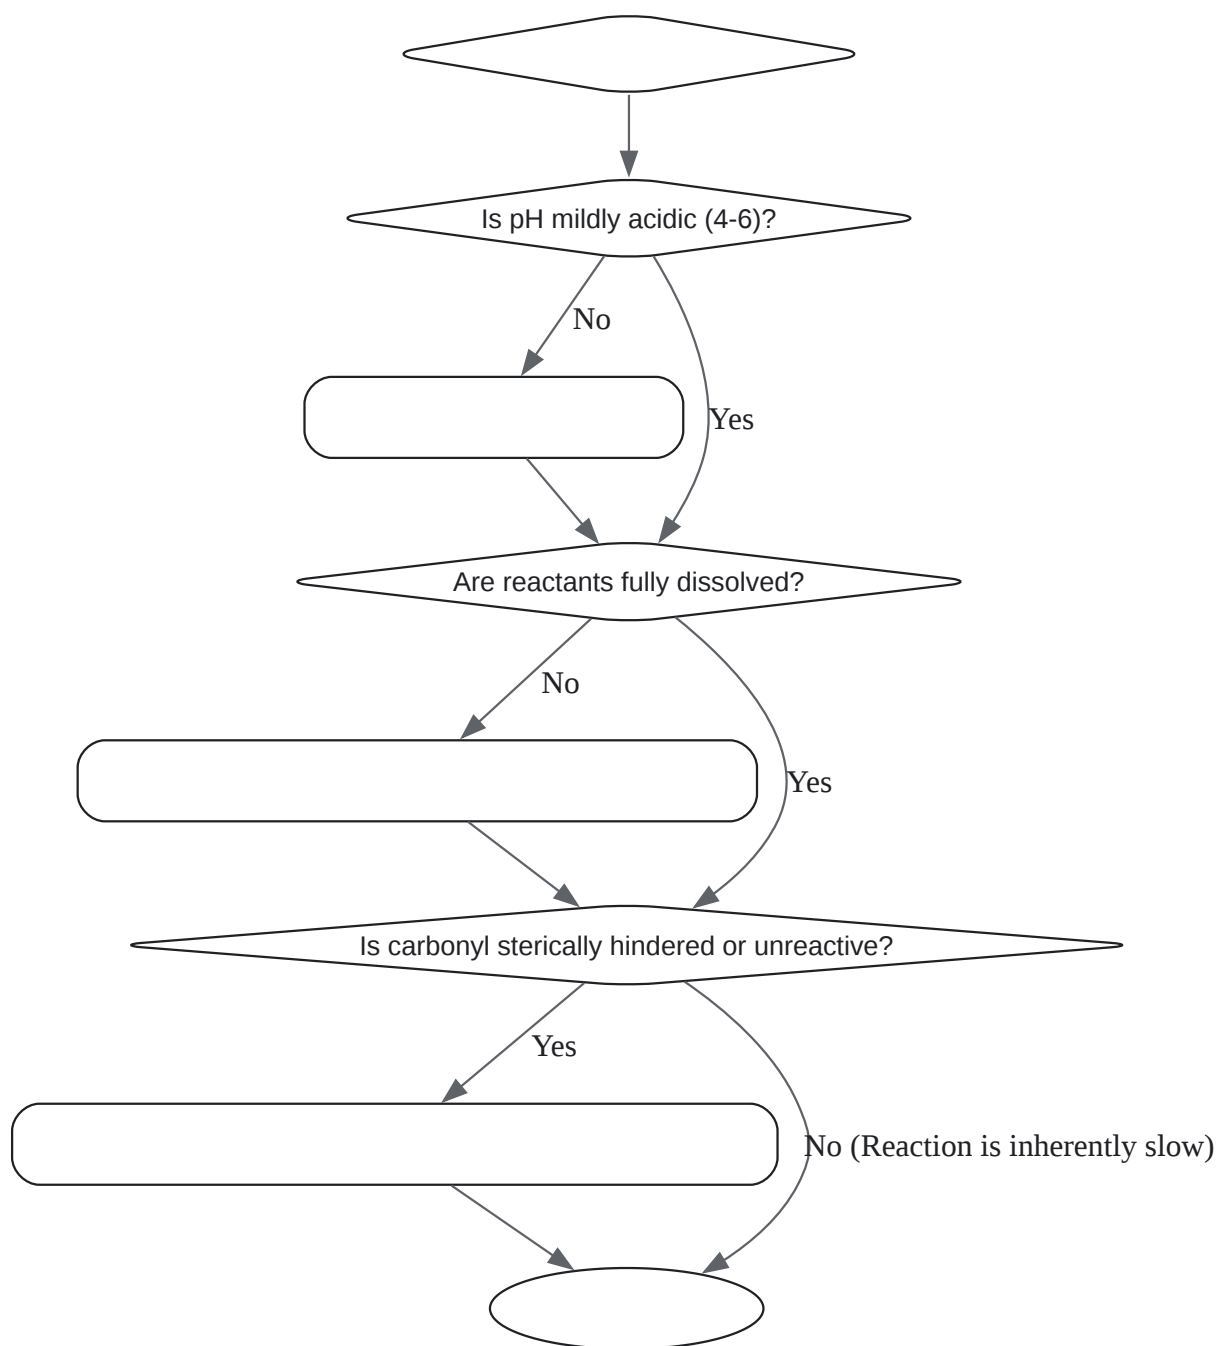 Is pH mildly acidic (4-6)?
No
Yes
Are reactants fully dissolved?
No
Yes
Is carbonyl sterically hindered or unreactive?
Yes
No (Reaction is inherently slow)